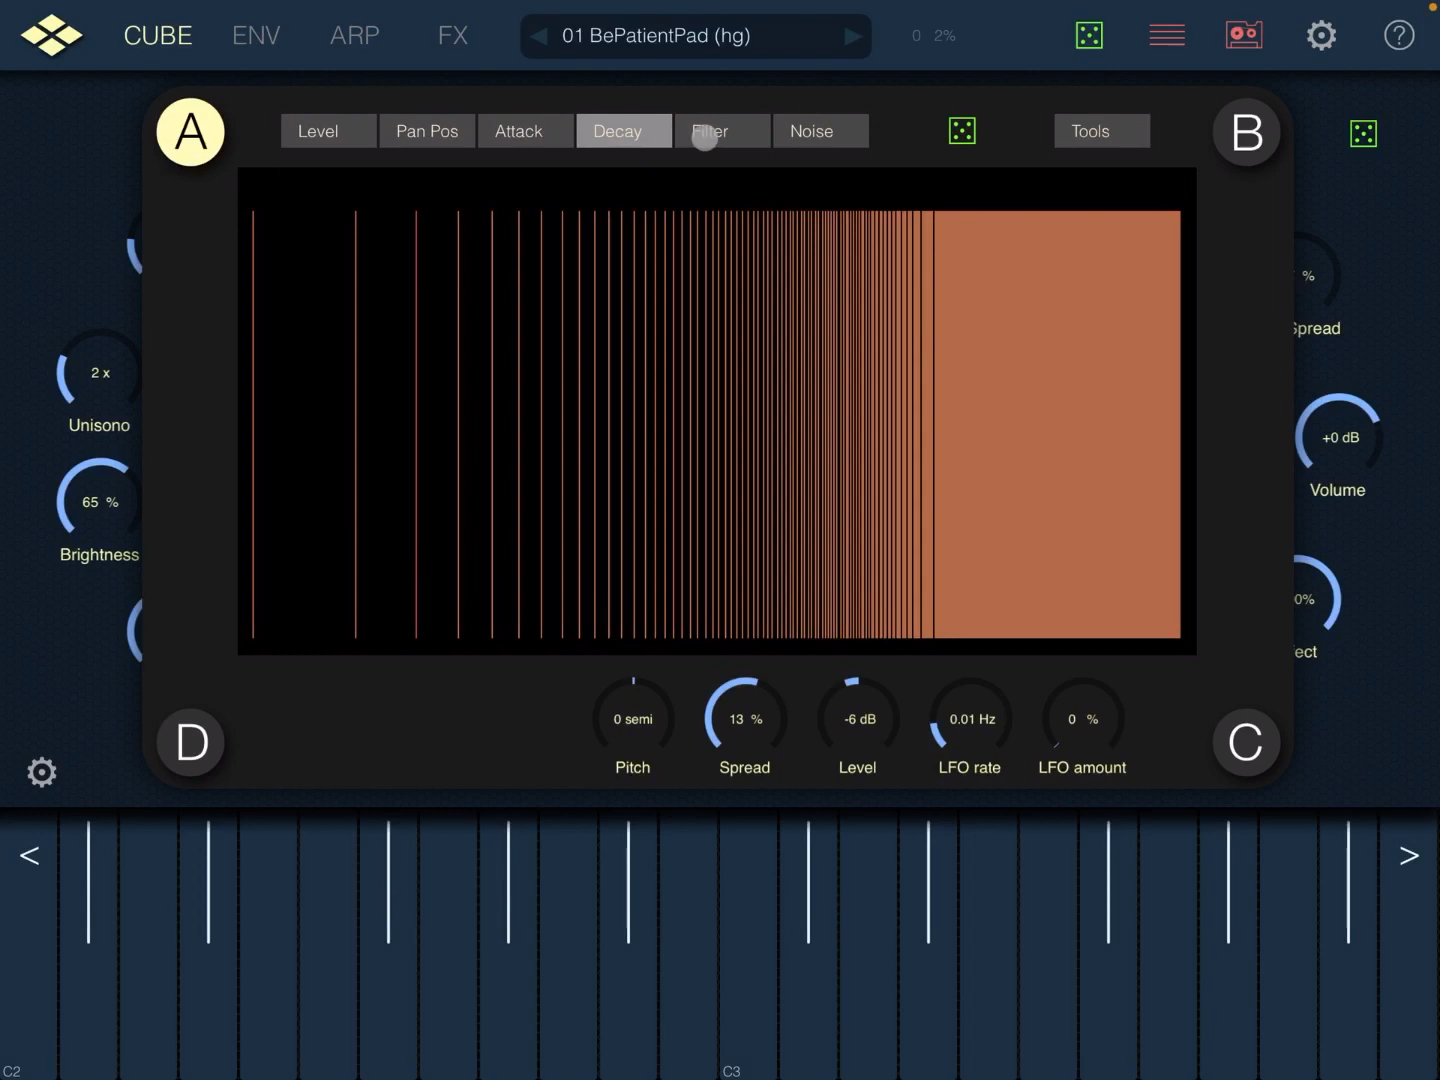 CUBE ENV ARP FX 01 BePatientPad (hg) 0 2% ?
A Level Pan Pos Attack Decay Filter Noise Tools B
%
Spread
2 x
Unisono
+0 dB
Volume
65 %
Brightness
0%
ect
D 0 semi 13 % -6 dB 0.01 Hz 0 % C
Pitch Spread Level LFO rate LFO amount
< >
C2 C3